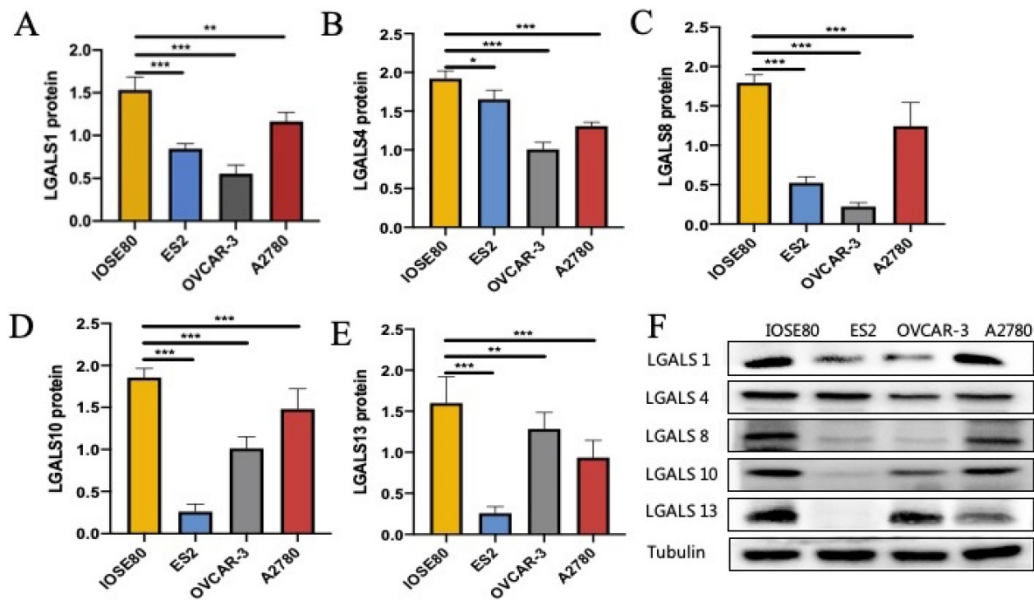 A
LGALS1 protein
2.0
1.5
1.0
0.5
0.0
**
***
***
IOSE80
ES2
OVCAR-3
A2780
B
LGALS4 protein
2.5
2.0
1.5
1.0
0.5
0.0
***
***
*
IOSE80
ES2
OVCAR-3
A2780
C
LGALS8 protein
2.0
1.5
1.0
0.5
0.0
***
***
***
IOSE80
ES2
OVCAR-3
A2780
D
LGALS10 protein
2.5
2.0
1.5
1.0
0.5
0.0
***
***
***
IOSE80
ES2
OVCAR-3
A2780
E
LGALS13 protein
2.5
2.0
1.5
1.0
0.5
0.0
***
**
***
IOSE80
ES2
OVCAR-3
A2780
F
IOSE80 ES2 OVCAR-3 A2780
LGALS 1
LGALS 4
LGALS 8
LGALS 10
LGALS 13
Tubulin